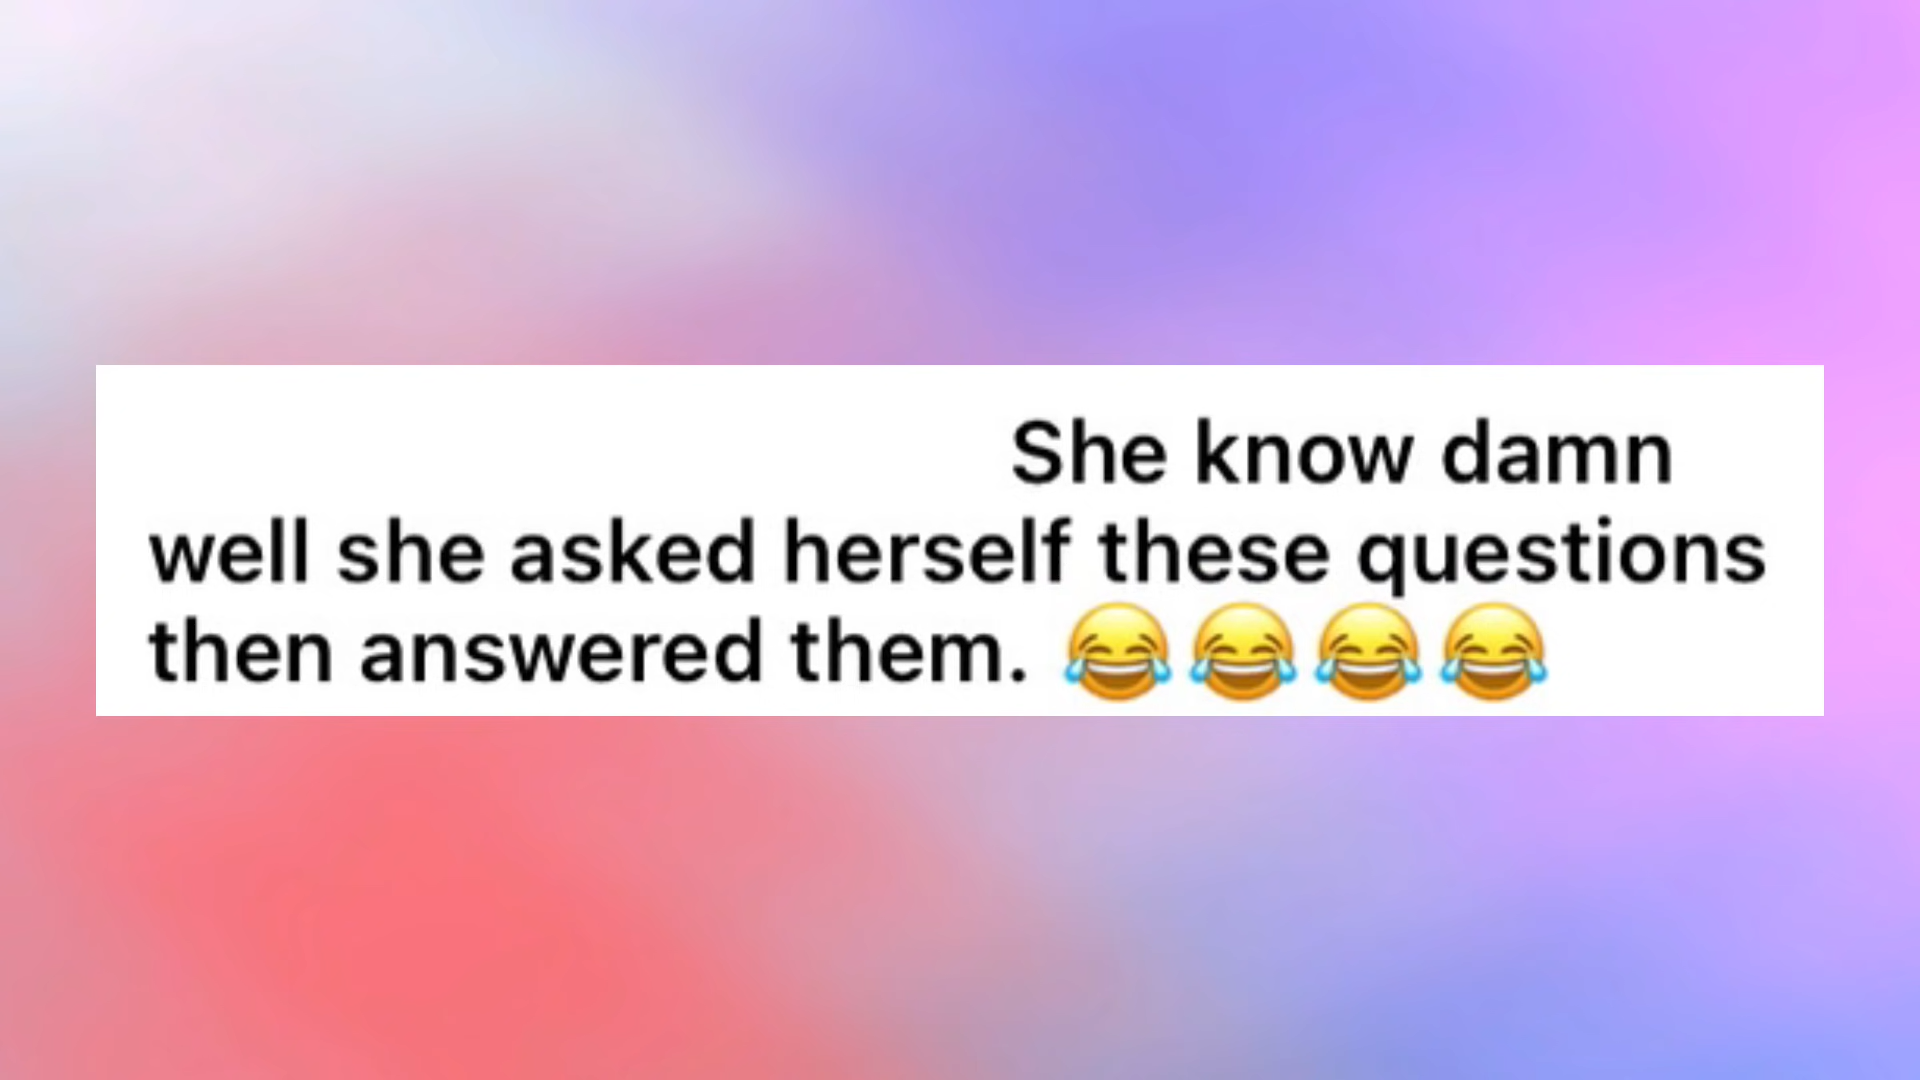 She know damn
well she asked herself these questions
then answered them. 😂😂😂😂